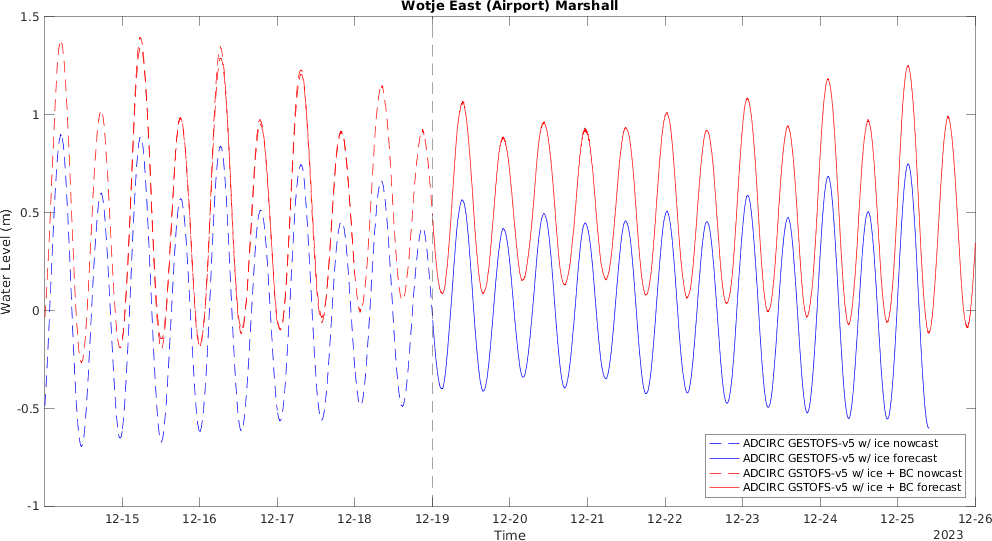 Wotje East (Airport) Marshall
1.5
1
0.5
0
-0.5
-1
Water Level (m)
12-15
12-16
12-17
12-18
12-19
12-20
12-21
12-22
12-23
12-24
12-25
12-26
Time
2023
ADCIRC GESTOFS-v5 w/ ice nowcast
ADCIRC GESTOFS-v5 w/ ice forecast
ADCIRC GSTOFS-v5 w/ ice + BC nowcast
ADCIRC GSTOFS-v5 w/ ice + BC forecast